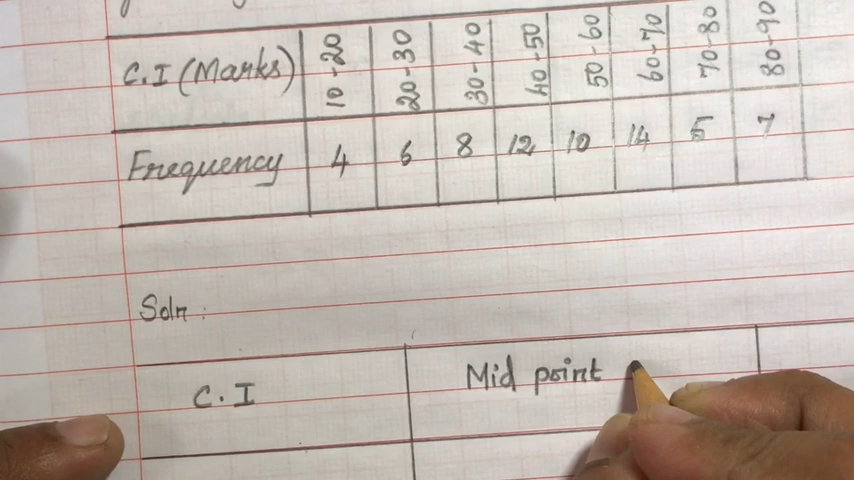 C.I (Marks) 10-20 20-30 30-40 40-50 50-60 60-70 70-80 80-90
Frequency 4 6 8 12 10 14 5 7
Soln :
C.I Mid point